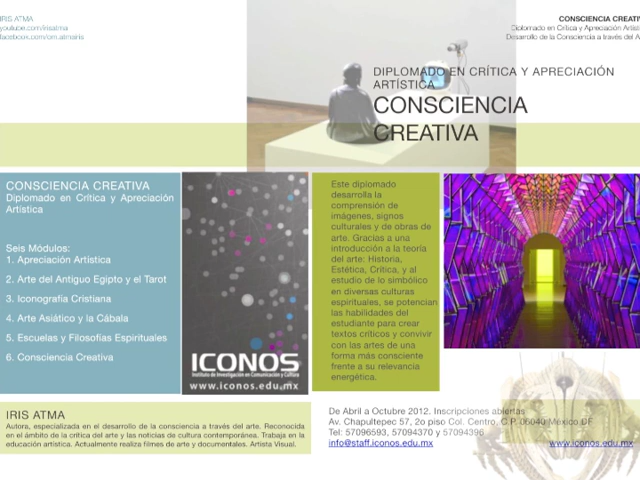 IRIS ATMA
youtube.com/irisatma
facebook.com/om.atmairis
CONSCIENCIA CREATIV
Diplomado en Crítica y Apreciación Artíst
Desarrollo de la Consciencia a través del A
DIPLOMADO EN CRÍTICA Y APRECIACIÓN
ARTÍSTICA
CONSCIENCIA
CREATIVA
CONSCIENCIA CREATIVA
Diplomado en Crítica y Apreciación
Artística
Seis Módulos:
1. Apreciación Artística
2. Arte del Antiguo Egipto y el Tarot
3. Iconografia Cristiana
4. Arte Asiático y la Cábala
5. Escuelas y Filosofías Espirituales
6. Consciencia Creativa
ICONOS
Instituto de Investigación en Comunicación y Cultura
www.iconos.edu.mx
Este diplomado
desarrolla la
comprensión de
imágenes, signos
culturales y de obras de
arte. Gracias a una
introducción a la teoría
del arte: Historia,
Estética, Crítica, y al
estudio de lo simbólico
en diversas culturas
espirituales, se potencian
las habilidades del
estudiante para crear
textos críticos y convivir
con las artes de una
forma más consciente
frente a su relevancia
energética.
IRIS ATMA
Autora, especializada en el desarrollo de la consciencia a través del arte. Reconocida
en el ámbito de la crítica del arte y las noticias de cultura contemporánea. Trabaja en la
educación artística. Actualmente realiza filmes de arte y documentales. Artista Visual.
De Abril a Octubre 2012. Inscripciones abiertas
Av. Chapultepec 57, 2o piso Col. Centro, C.P. 06040 México DF
Tel: 57096593, 57094370 y 57094396
info@staff.iconos.edu.mx www.iconos.edu.mx